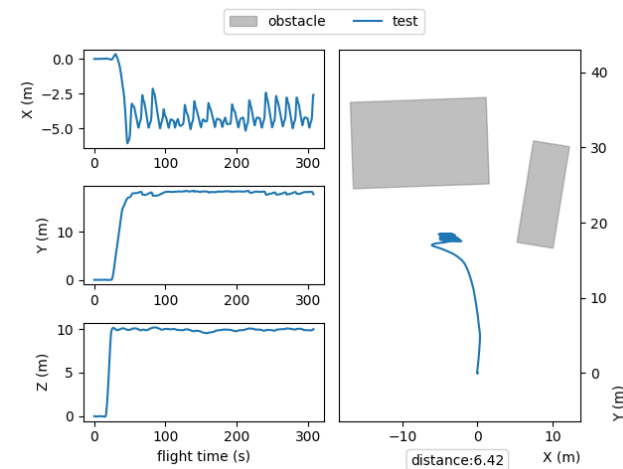 obstacle test
0.0
−2.5
−5.0
X (m)
0 100 200 300
10
0
Y (m)
0 100 200 300
10
5
0
Z (m)
0 100 200 300
flight time (s)
40
30
20
10
0
Y (m)
−10 0 10
X (m)
distance:6.42